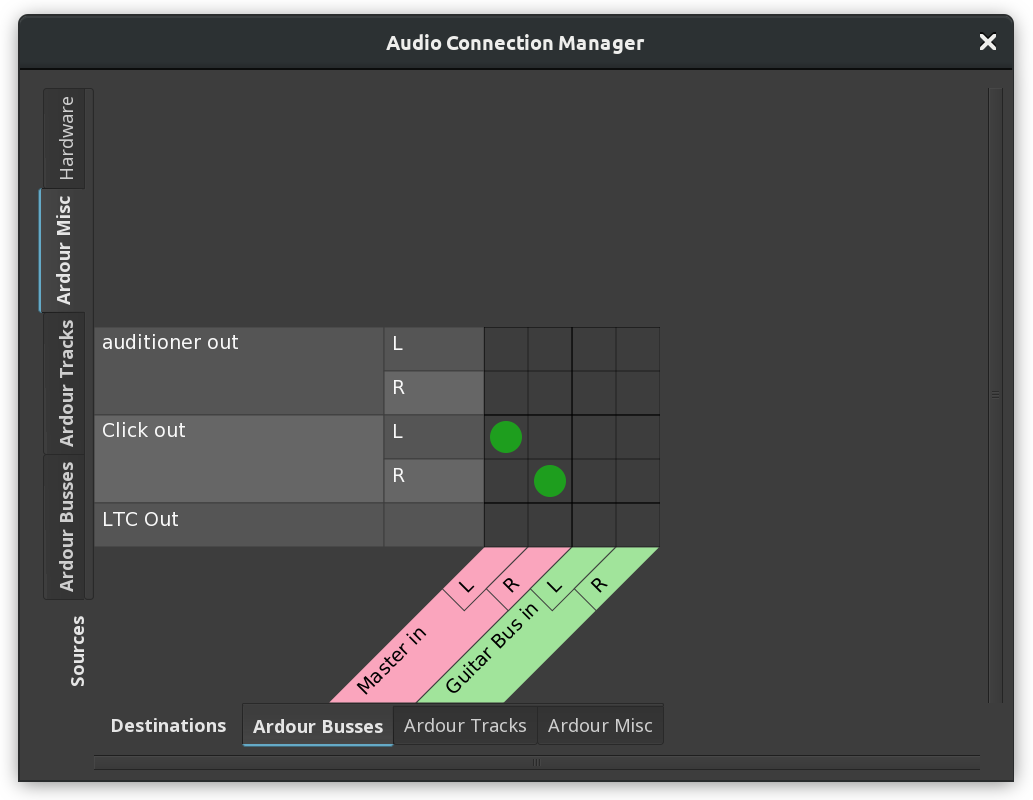 Audio Connection Manager
Hardware
Ardour Misc
Ardour Tracks
Ardour Busses
Sources
auditioner out
L
R
Click out
L
R
LTC Out
L
R
L
R
Master in
Guitar Bus in
Destinations
Ardour Busses
Ardour Tracks
Ardour Misc